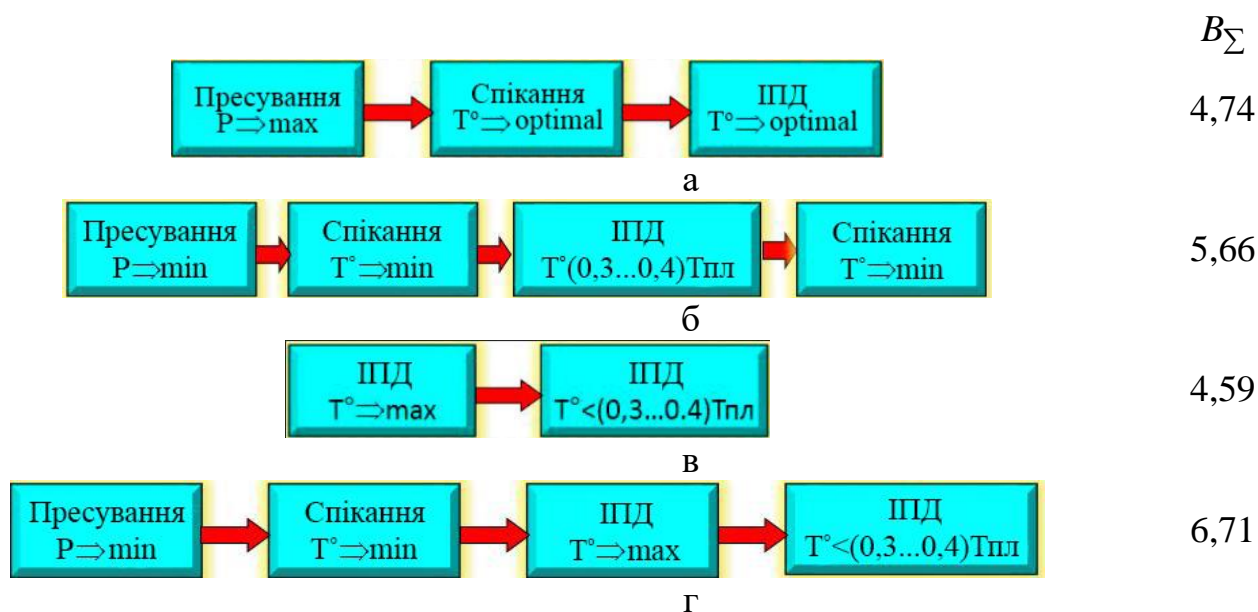 B∑
Пресування
P⇒max
Спікання
T°⇒optimal
ІПД
T°⇒optimal
4,74
а
Пресування
P⇒min
Спікання
T°⇒min
ІПД
T°(0,3...0,4)Tпл
Спікання
T°⇒min
5,66
б
ІПД
T°⇒max
ІПД
T°<(0,3...0.4)Tпл
4,59
в
Пресування
P⇒min
Спікання
T°⇒min
ІПД
T°⇒max
ІПД
T°<(0,3...0,4)Tпл
6,71
г